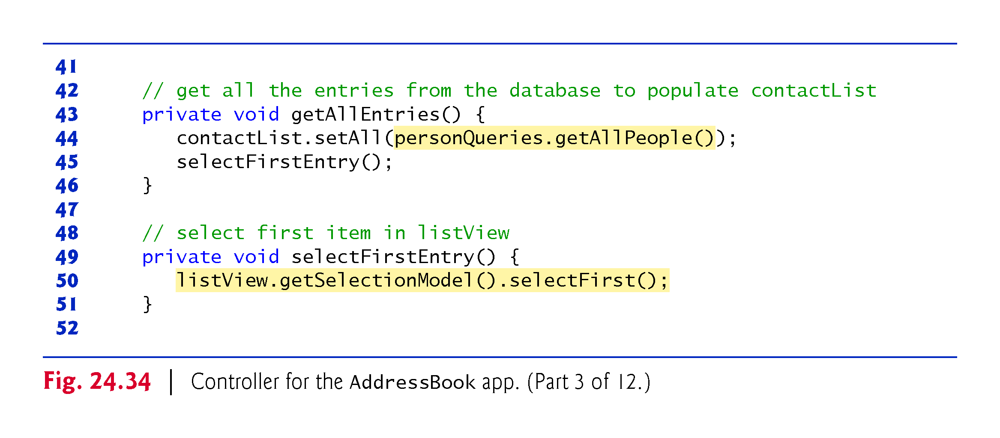 41
42 // get all the entries from the database to populate contactList
43 private void getAllEntries() {
44 contactList.setAll(personQueries.getAllPeople());
45 selectFirstEntry();
46 }
47
48 // select first item in listView
49 private void selectFirstEntry() {
50 listView.getSelectionModel().selectFirst();
51 }
52
Fig. 24.34 | Controller for the AddressBook app. (Part 3 of 12.)